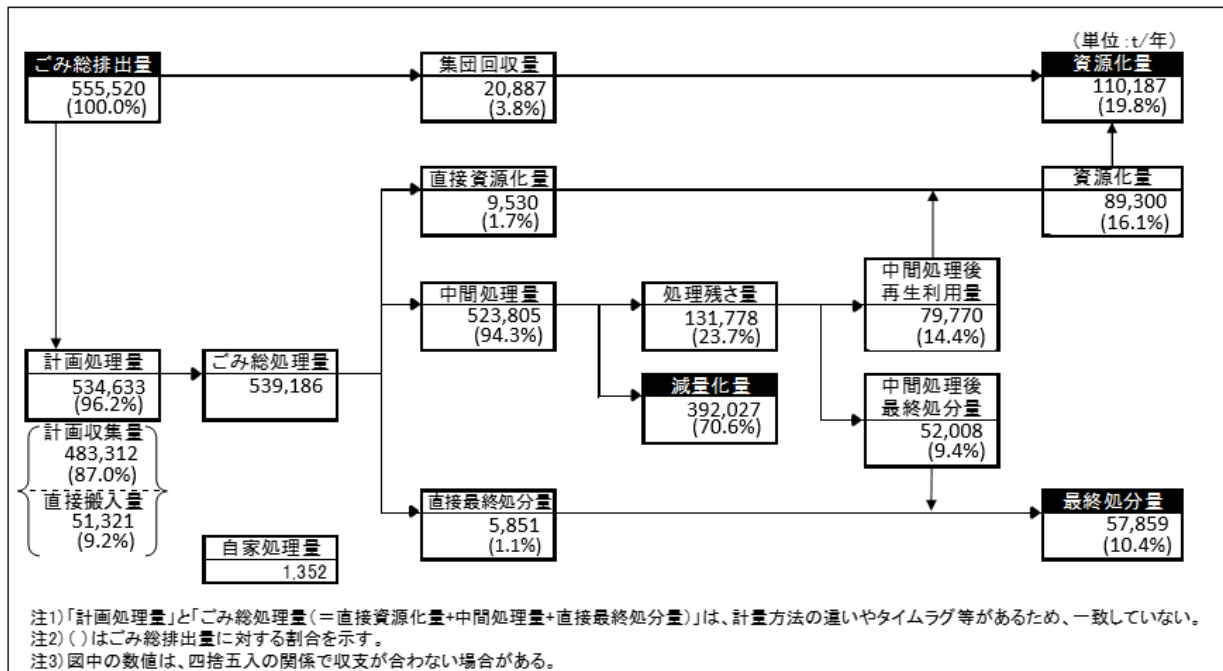 (単位:t/年)
ごみ総排出量
555,520
(100.0%)
集団回収量
20,887
(3.8%)
資源化量
110,187
(19.8%)
直接資源化量
9,530
(1.7%)
資源化量
89,300
(16.1%)
中間処理量
523,805
(94.3%)
処理残さ量
131,778
(23.7%)
中間処理後
再生利用量
79,770
(14.4%)
計画処理量
534,633
(96.2%)
ごみ総処理量
539,186
減量化量
392,027
(70.6%)
中間処理後
最終処分量
52,008
(9.4%)
計画収集量
483,312
(87.0%)
直接搬入量
51,321
(9.2%)
自家処理量
1,352
直接最終処分量
5,851
(1.1%)
最終処分量
57,859
(10.4%)
注1)「計画処理量」と「ごみ総処理量(=直接資源化量+中間処理量+直接最終処分量)」は、計量方法の違いやタイムラグ等があるため、一致していない。
注2)( )はごみ総排出量に対する割合を示す。
注3)図中の数値は、四捨五入の関係で収支が合わない場合がある。